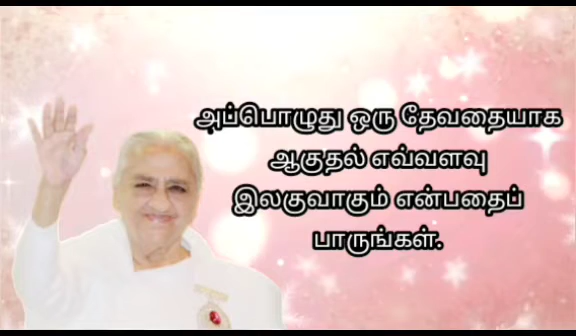 அப்பொழுது ஒரு தேவதையாக
ஆகுதல் எவ்வளவு
இலகுவாகும் என்பதைப்
பாருங்கள்.